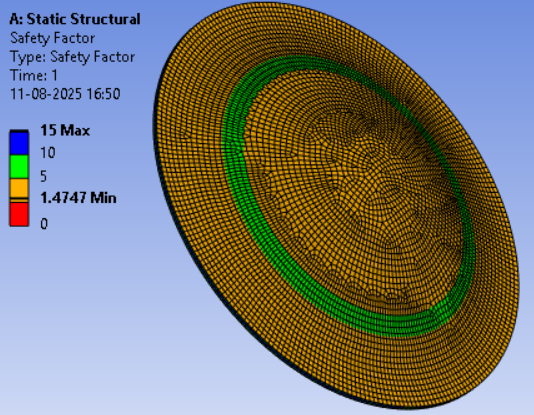 A: Static Structural
Safety Factor
Type: Safety Factor
Time: 1
11-08-2025 16:50
15 Max
10
5
1.4747 Min
0